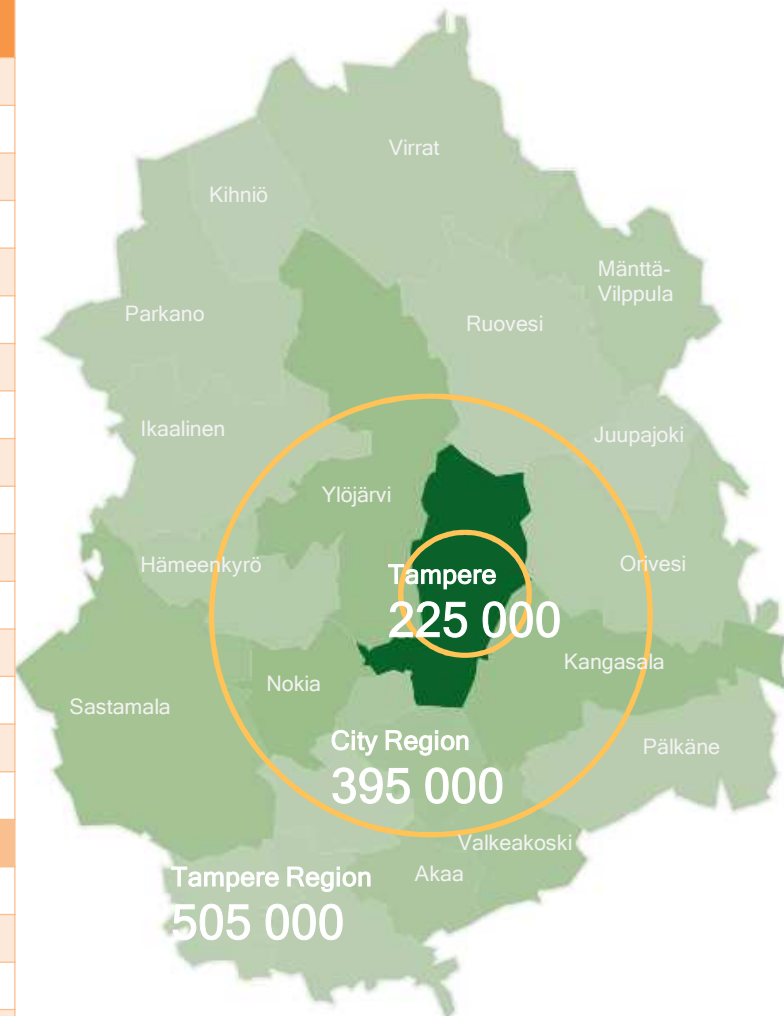 Virrat
Kihniö
Mänttä-
Vilppula
Parkano
Ruovesi
Ikaalinen
Juupajoki
Ylöjärvi
Hämeenkyrö
Orivesi
Tampere
225 000
Kangasala
Nokia
Sastamala
City Region
395 000
Pälkäne
Valkeakoski
Akaa
Tampere Region
505 000